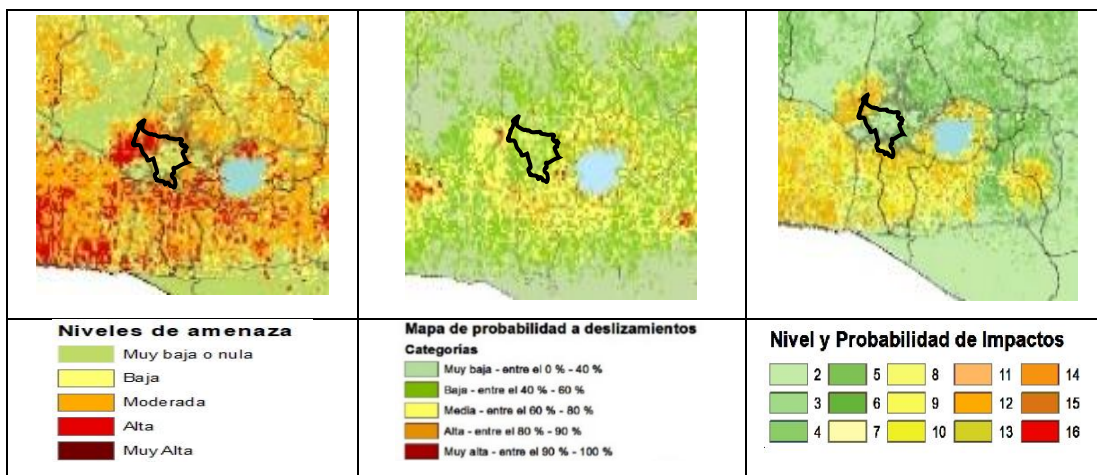 Niveles de amenaza
Muy baja o nula
Baja
Moderada
Alta
Muy Alta
Mapa de probabilidad a deslizamientos
Categorías
Muy baja - entre el 0 % - 40 %
Baja - entre el 40 % - 60 %
Media - entre el 60 % - 80 %
Alta - entre el 80 % - 90 %
Muy alta - entre el 90 % - 100 %
Nivel y Probabilidad de Impactos
2 5 8 11 14
3 6 9 12 15
4 7 10 13 16